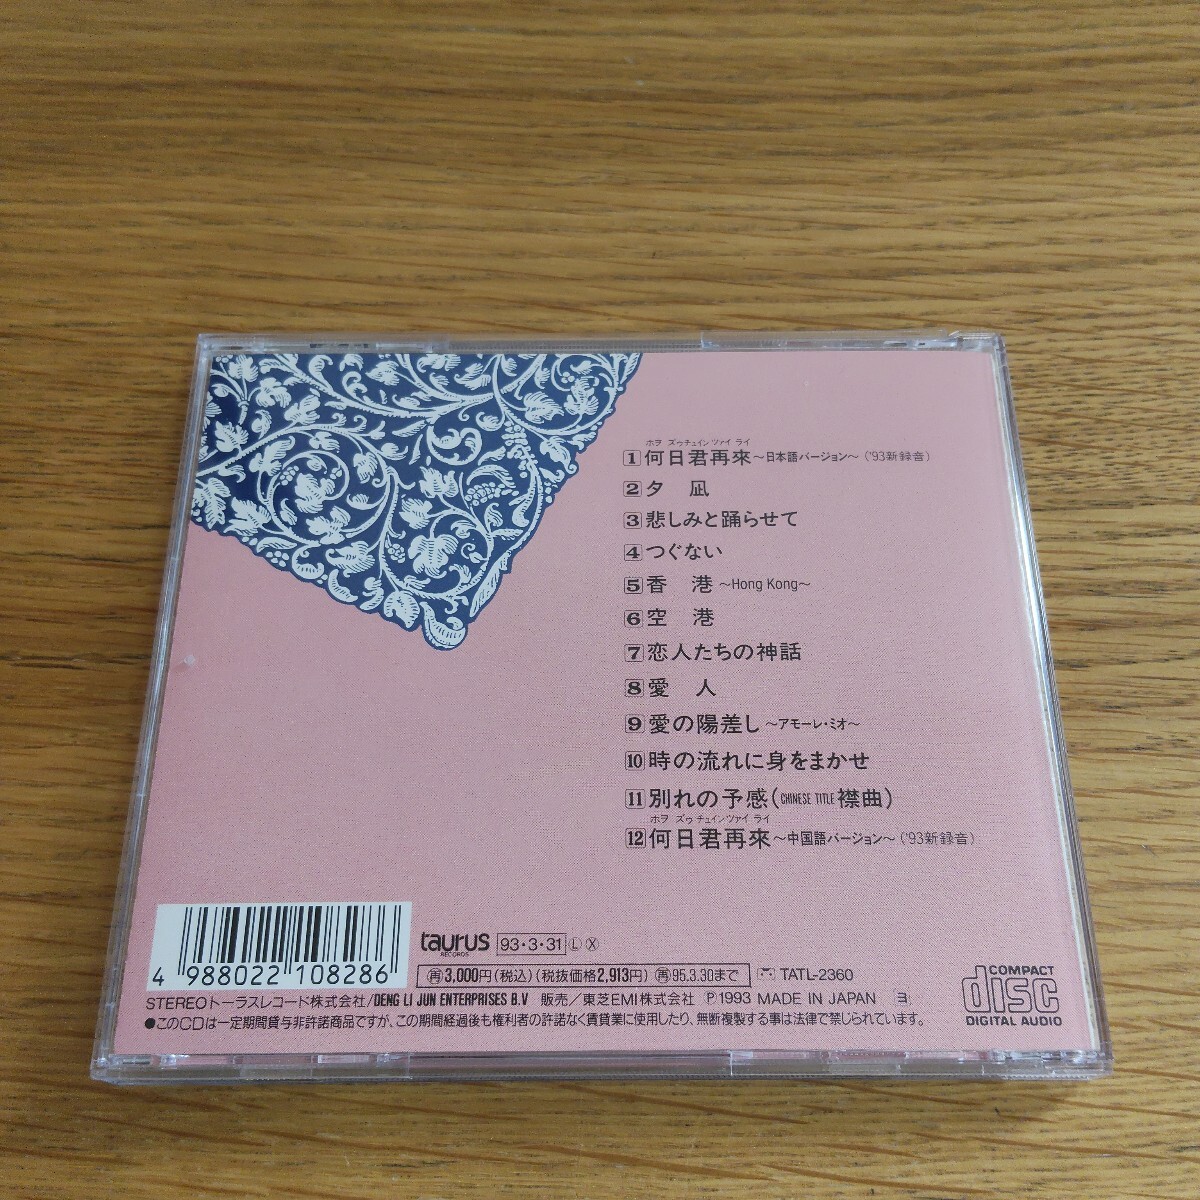 ホヲ ズゥチュイン ツァイ ライ
1 何日君再來 〜日本語バージョン〜 ('93新録音)
2 夕 凪
3 悲しみと踊らせて
4 つぐない
5 香 港 〜Hong Kong〜
6 空 港
7 恋人たちの神話
8 愛 人
9 愛の陽差し 〜アモーレ・ミオ〜
10 時の流れに身をまかせ
11 別れの予感(CHINESE TITLE 襟曲)
ホヲ ズゥ チュイン ツァイ ライ
12 何日君再來 〜中国語バージョン〜 ('93新録音)
4 988022 108286
taurus RECORDS 93・3・31 Ⓛ Ⓧ
再 3,000円(税込)(税抜価格2,913円) 再 95.3.30まで TATL-2360
STEREO トーラスレコード株式会社/DENG LI JUN ENTERPRISES B.V 販売/東芝EMI株式会社 Ⓟ1993 MADE IN JAPAN ヨ
●このCDは一定期間貸与非許諾商品ですが、この期間経過後も権利者の許諾なく賃貸業に使用したり、無断複製する事は法律で禁じられています。
COMPACT
disc
DIGITAL AUDIO